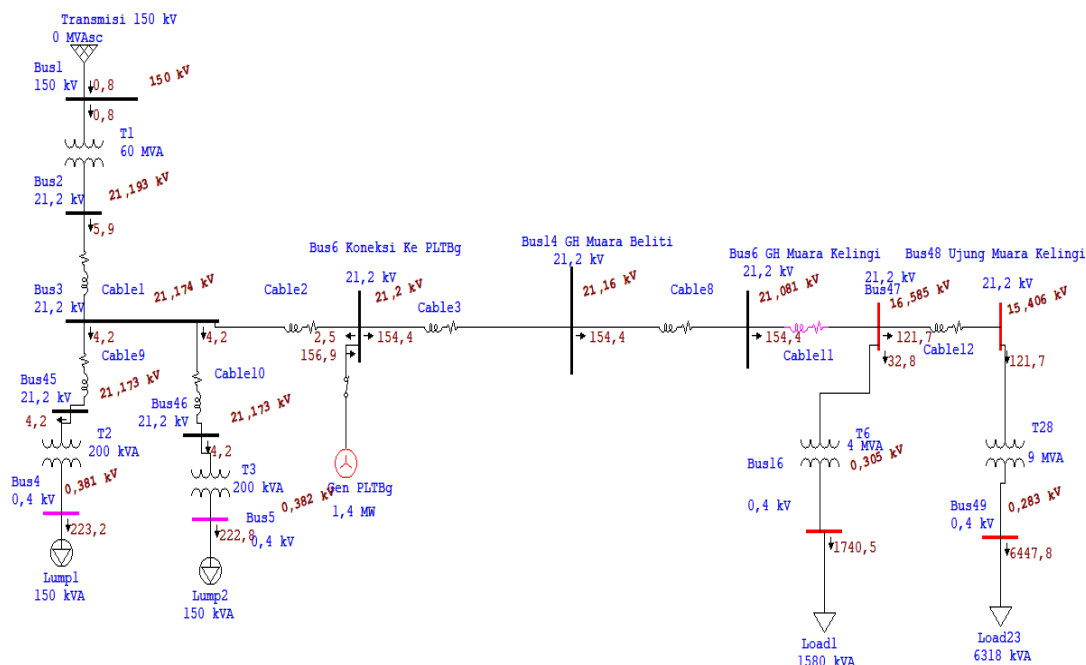 Transmisi 150 kV
0 MVAsc
Bus1
150 kV
150 kV
0,8
0,8
T1
60 MVA
Bus2
21,2 kV
21,193 kV
5,9
Bus3
21,2 kV
Cable1
21,174 kV
4,2
4,2
Cable9
Bus45
21,2 kV
21,173 kV
4,2
T2
200 kVA
Bus4
0,4 kV
0,381 kV
223,2
Lump1
150 kVA
Cable10
Bus46
21,2 kV
21,173 kV
4,2
T3
200 kVA
0,382 kV
Bus5
0,4 kV
222,8
Lump2
150 kVA
Cable2
Bus6 Koneksi Ke PLTBg
21,2 kV
21,2 kV
2,5
154,4
156,9
Gen PLTBg
1,4 MW
Cable3
Bus14 GH Muara Beliti
21,2 kV
21,16 kV
154,4
Cable8
Bus6 GH Muara Kelingi
21,2 kV
21,081 kV
154,4
Cable11
21,2 kV
Bus47
16,585 kV
121,7
32,8
Cable12
Bus48 Ujung Muara Kelingi
21,2 kV
15,406 kV
121,7
T6
4 MVA
Bus16
0,305 kV
0,4 kV
1740,5
Load1
1580 kVA
T28
9 MVA
0,283 kV
Bus49
0,4 kV
6447,8
Load23
6318 kVA